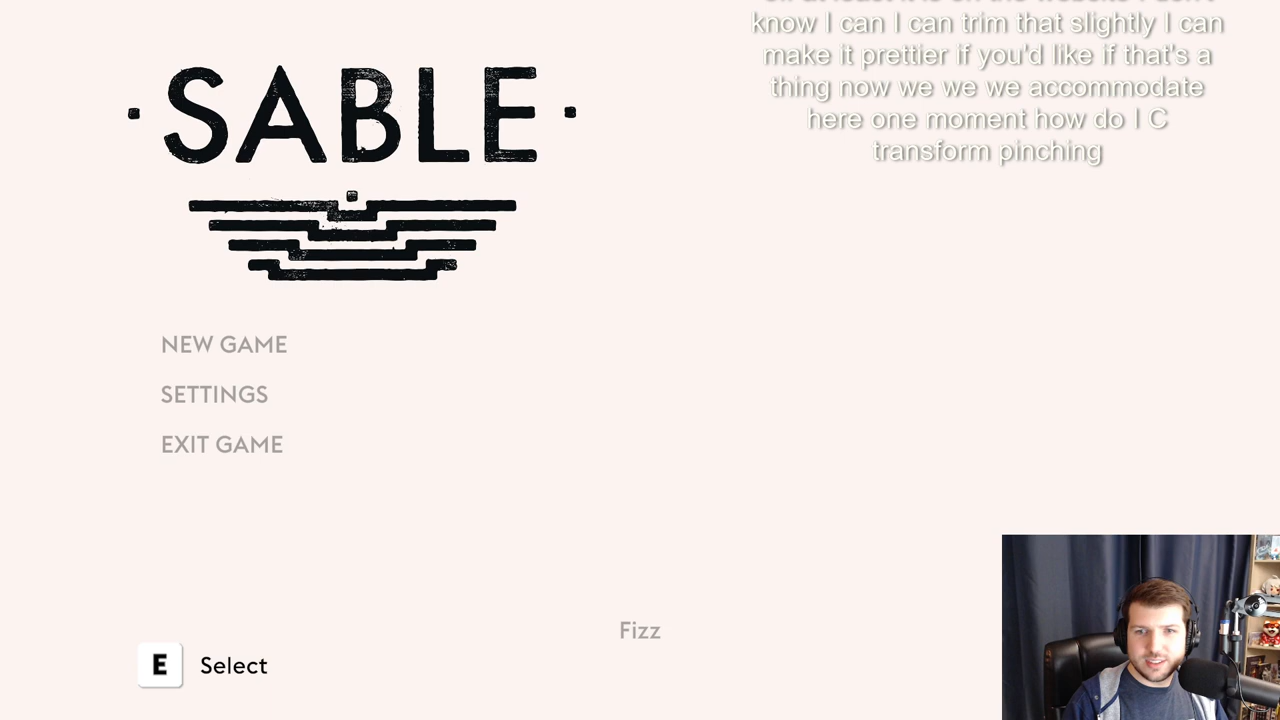 know I can I can trim that slightly I can
make it prettier if you'd like if that's a
thing now we we we accommodate
here one moment how do I C
transform pinching
· SABLE ·
NEW GAME
SETTINGS
EXIT GAME
Fizz
E Select